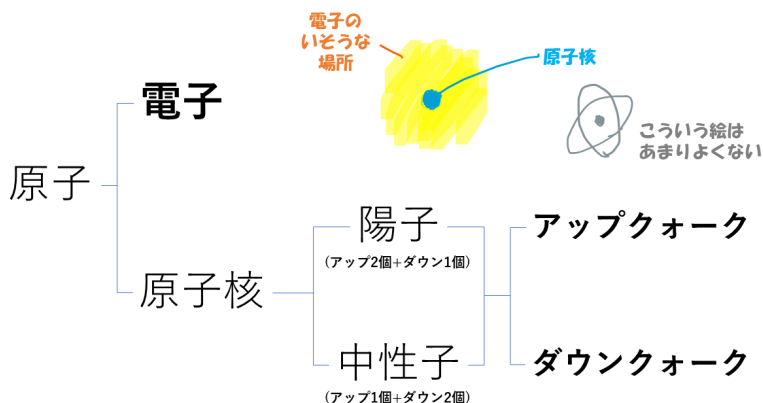 電子の
いそうな
場所
原子核
こういう絵は
あまりよくない
電子
原子
原子核
陽子
(アップ2個+ダウン1個)
中性子
(アップ1個+ダウン2個)
アップクォーク
ダウンクォーク